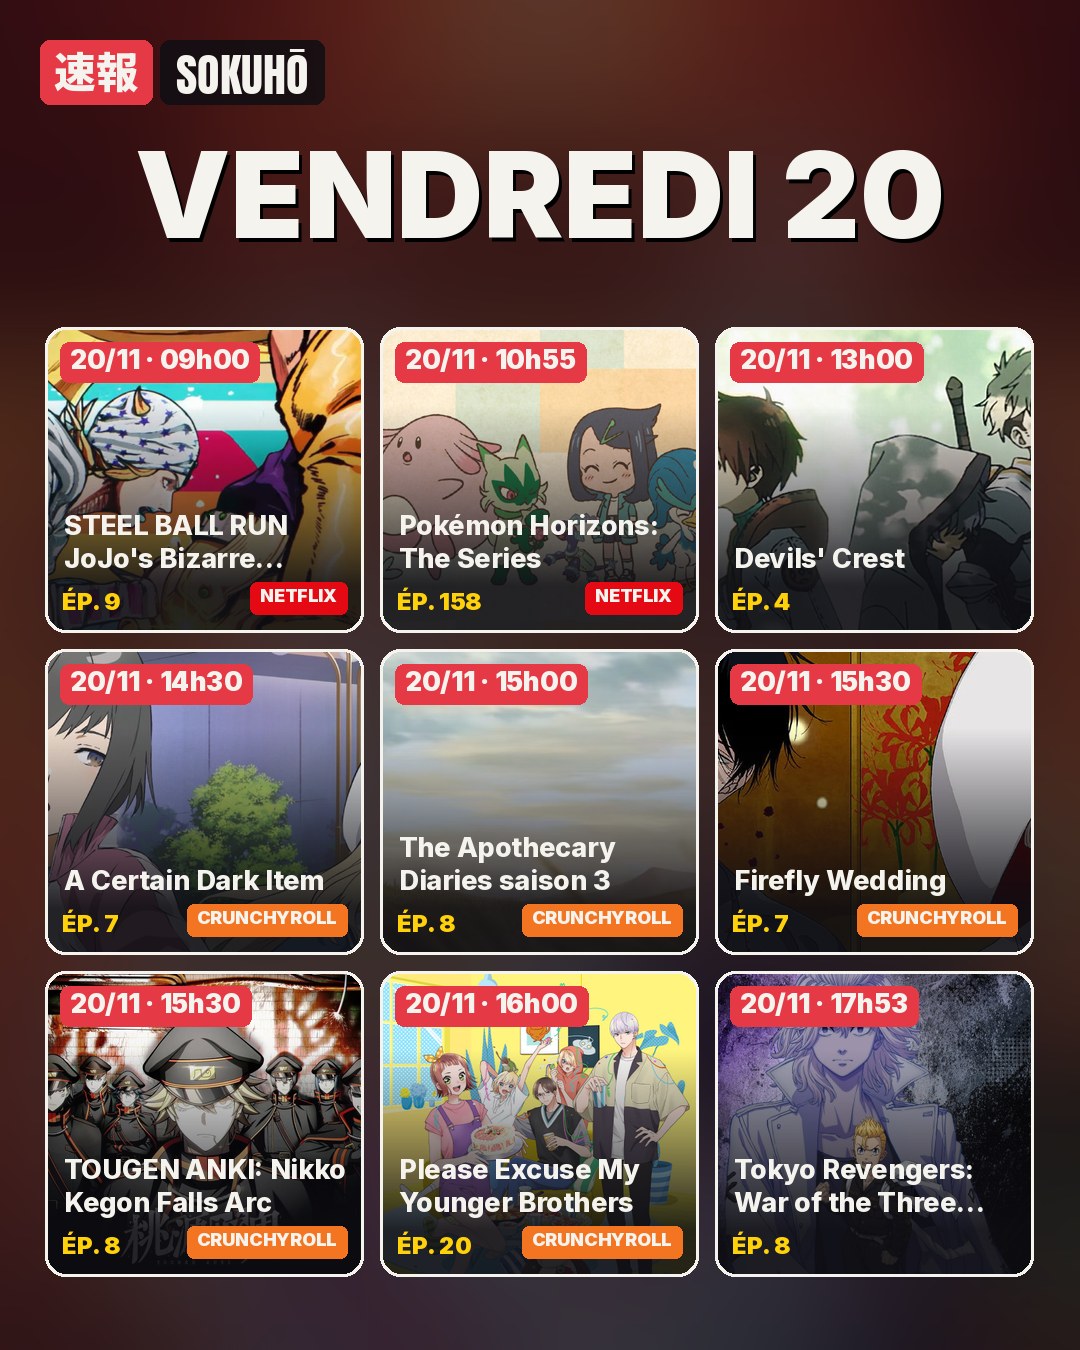 速報 SOKUHŌ
VENDREDI 20
20/11 · 09h00
STEEL BALL RUN
JoJo's Bizarre...
ÉP. 9
NETFLIX
20/11 · 10h55
Pokémon Horizons:
The Series
ÉP. 158
NETFLIX
20/11 · 13h00
Devils' Crest
ÉP. 4
20/11 · 14h30
A Certain Dark Item
ÉP. 7
CRUNCHYROLL
20/11 · 15h00
The Apothecary
Diaries saison 3
ÉP. 8
CRUNCHYROLL
20/11 · 15h30
Firefly Wedding
ÉP. 7
CRUNCHYROLL
20/11 · 15h30
TOUGEN ANKI: Nikko
Kegon Falls Arc
ÉP. 8
CRUNCHYROLL
20/11 · 16h00
Please Excuse My
Younger Brothers
ÉP. 20
CRUNCHYROLL
20/11 · 17h53
Tokyo Revengers:
War of the Three...
ÉP. 8